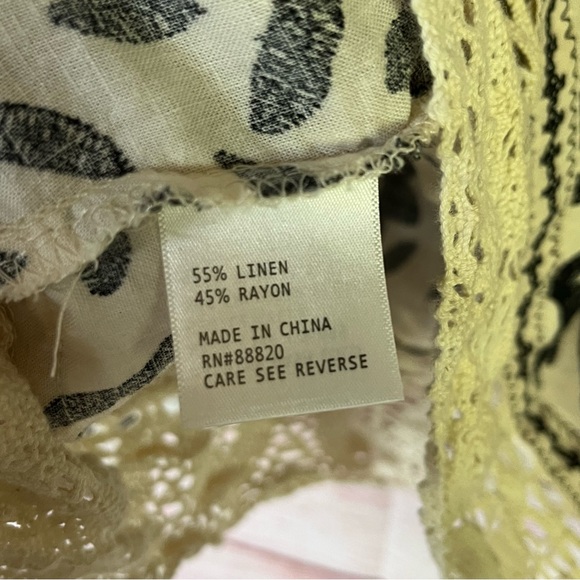 55% LINEN
45% RAYON
MADE IN CHINA
RN#88820
CARE SEE REVERSE